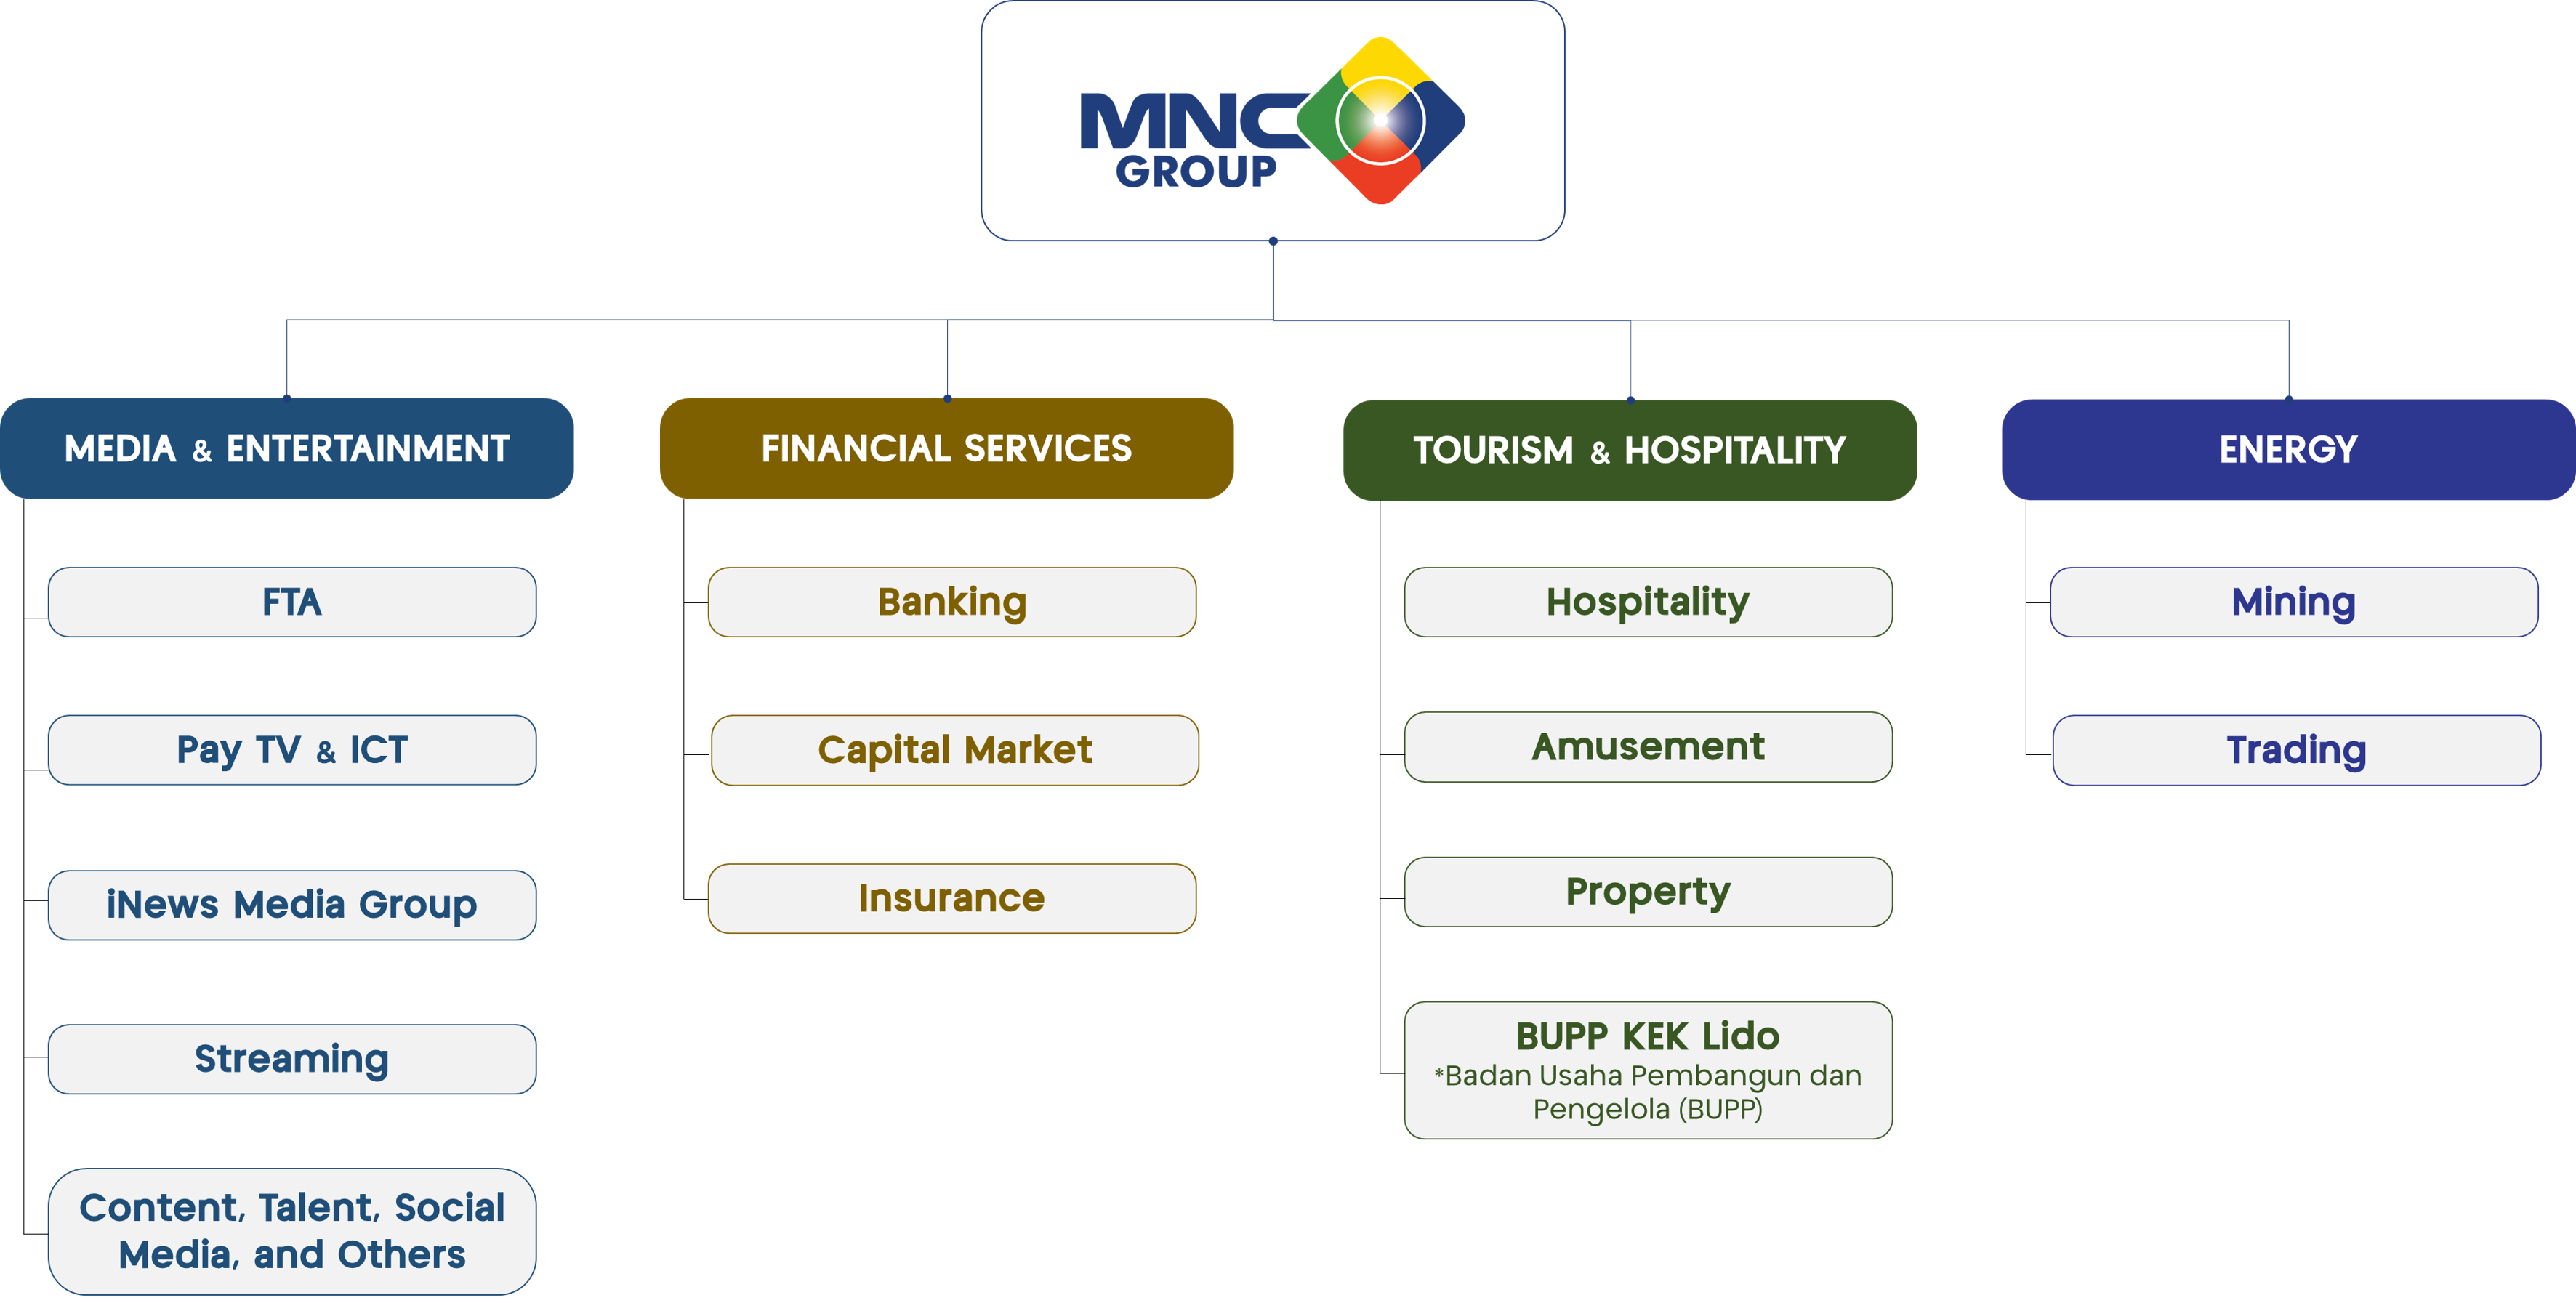 MNC
GROUP
MEDIA & ENTERTAINMENT
FTA
Pay TV & ICT
iNews Media Group
Streaming
Content, Talent, Social
Media, and Others
FINANCIAL SERVICES
Banking
Capital Market
Insurance
TOURISM & HOSPITALITY
Hospitality
Amusement
Property
BUPP KEK Lido
*Badan Usaha Pembangun dan
Pengelola (BUPP)
ENERGY
Mining
Trading